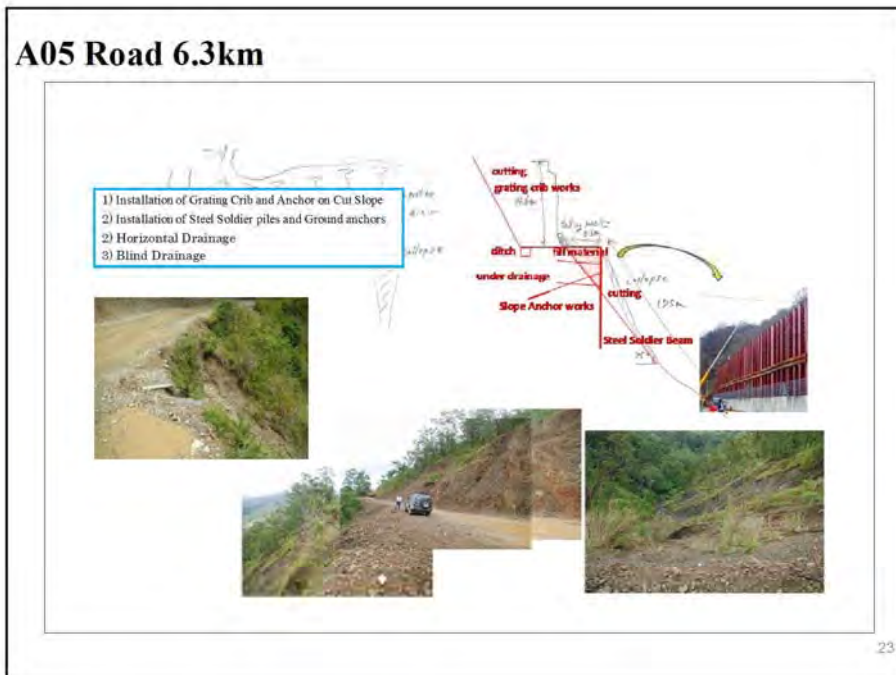 A05 Road 6.3km
1) Installation of Grating Crib and Anchor on Cut Slope
2) Installation of Steel Soldier piles and Ground anchors
2) Horizontal Drainage
3) Blind Drainage
cutting
grating crib works
ditch
fill material
under drainage
cutting
Slope Anchor works
Steel Soldier Beam
collapse
23